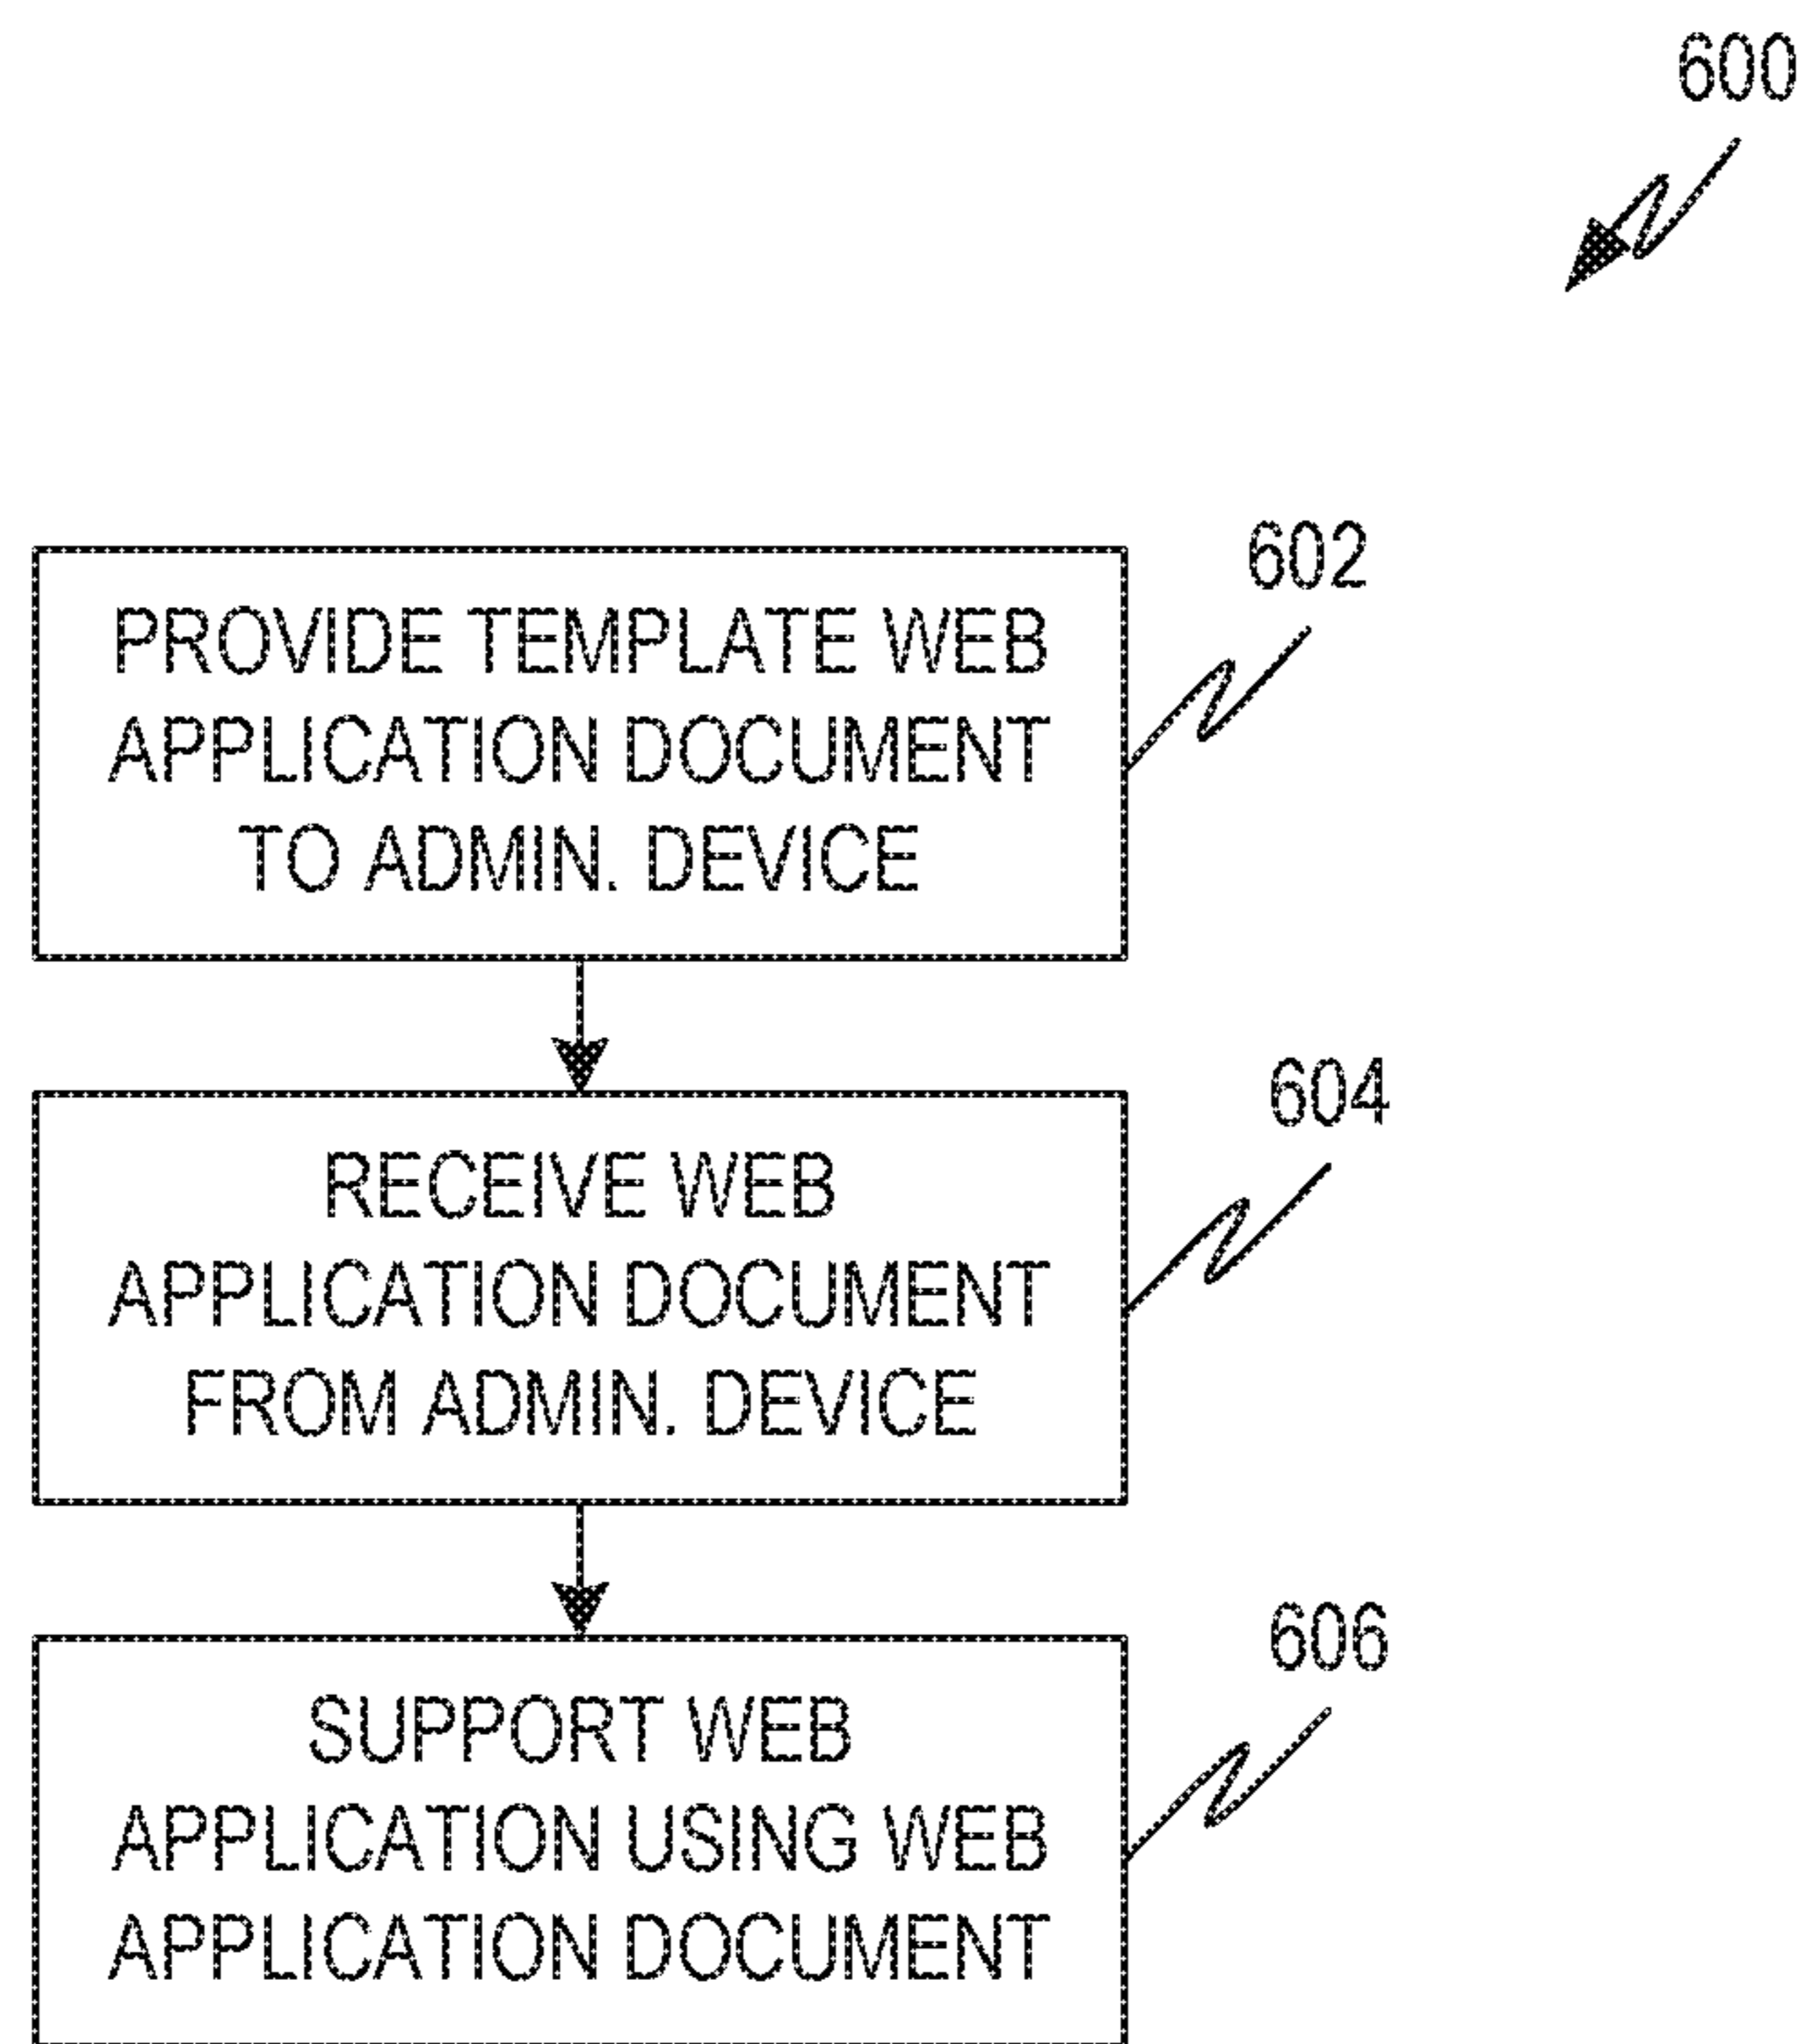 600
602
PROVIDE TEMPLATE WEB
APPLICATION DOCUMENT
TO ADMIN. DEVICE
604
RECEIVE WEB
APPLICATION DOCUMENT
FROM ADMIN. DEVICE
606
SUPPORT WEB
APPLICATION USING WEB
APPLICATION DOCUMENT